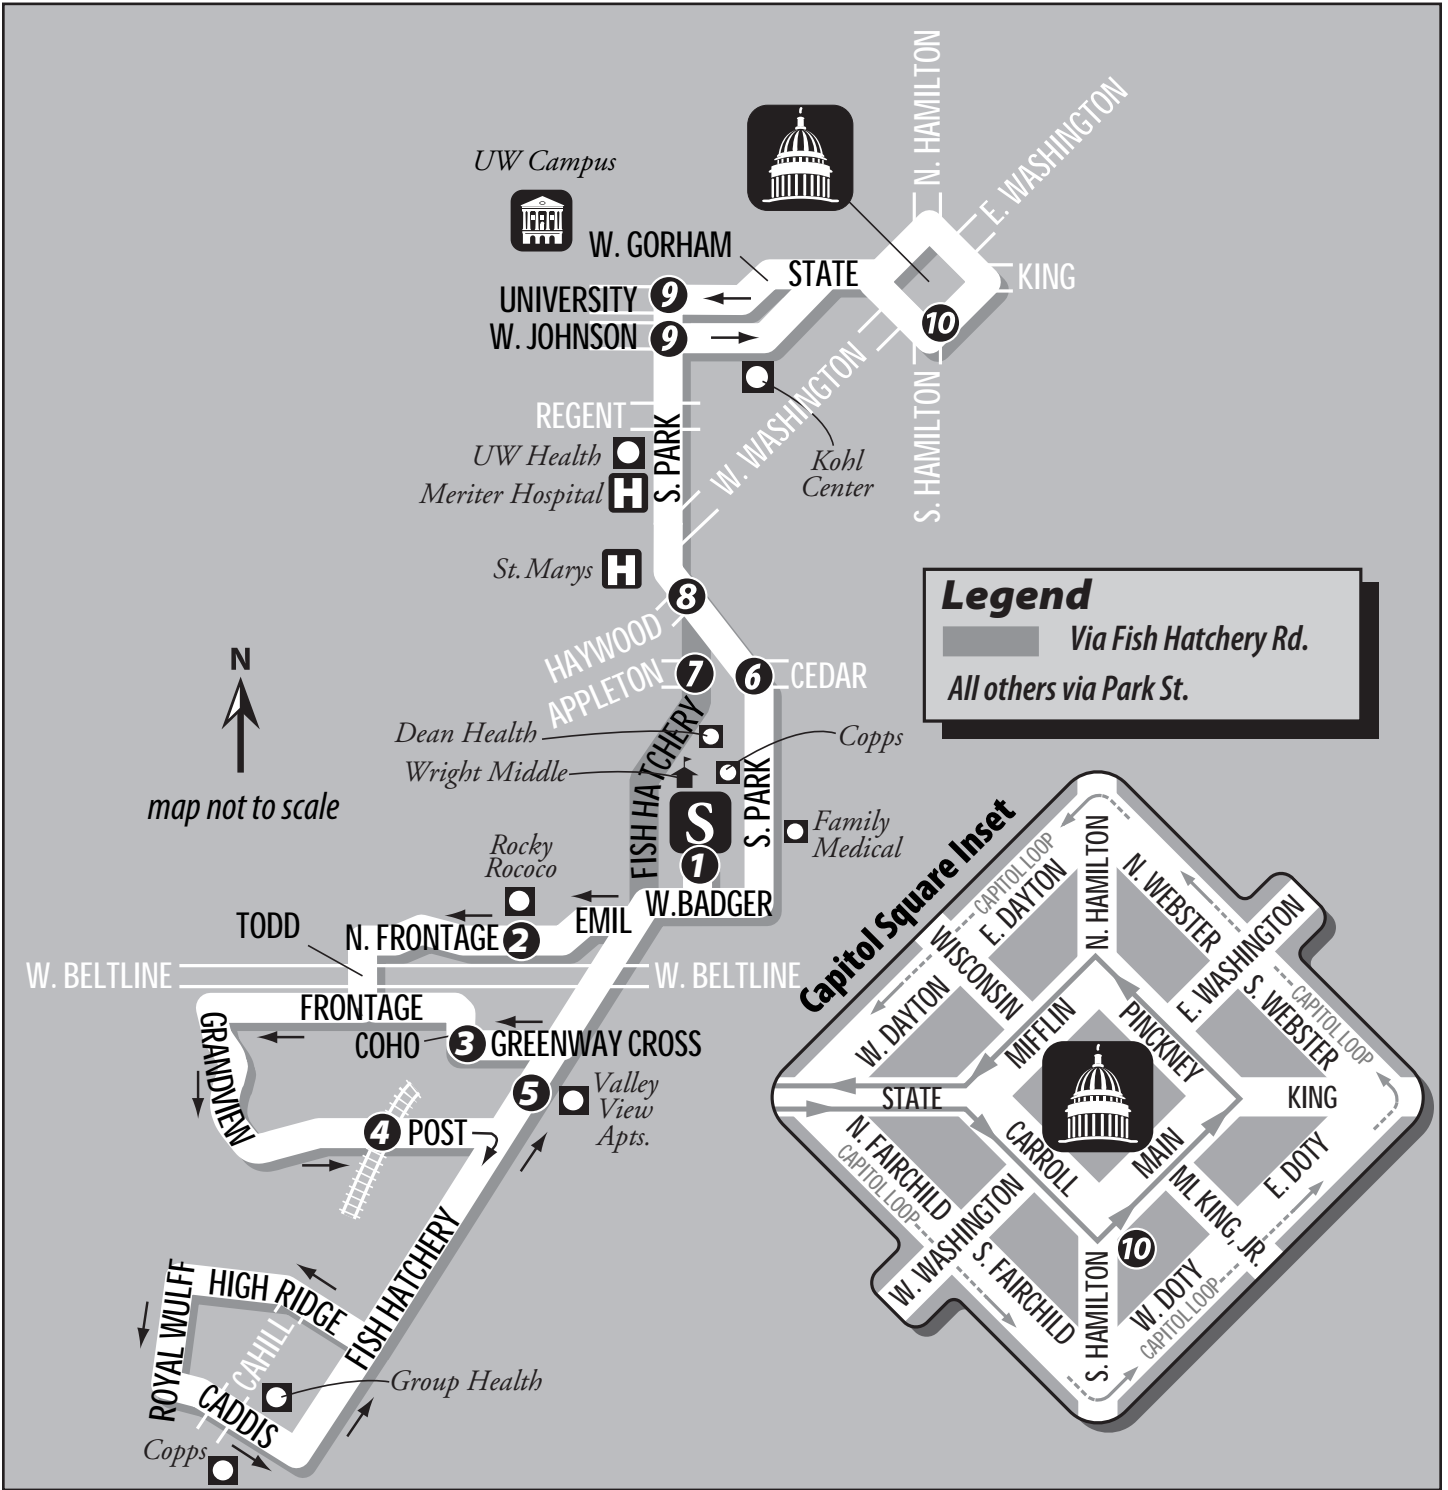 N. HAMILTON
E. WASHINGTON
UW Campus
W. GORHAM
STATE
KING
UNIVERSITY
9
W. JOHNSON
9
10
REGENT
S. PARK
W. WASHINGTON
S. HAMILTON
UW Health
Kohl
Center
Meriter Hospital
H
St. Marys
H
8
HAYWOOD
APPLETON
7
6
CEDAR
Legend
Via Fish Hatchery Rd.
All others via Park St.
N
map not to scale
Dean Health
Copps
Wright Middle
FISH HATCHERY
S. PARK
S
1
Family
Medical
Rocky
Rococo
W.BADGER
EMIL
TODD
N. FRONTAGE
2
W. BELTLINE
W. BELTLINE
FRONTAGE
COHO
3
GREENWAY CROSS
GRANDVIEW
5
Valley
View
Apts.
4
POST
FISH HATCHERY
HIGH RIDGE
ROYAL WULFF
CAHILL
CADDIS
Group Health
Copps
Capitol Square Inset
CAPITOL LOOP
E. DAYTON
N. HAMILTON
N. WEBSTER
E. WASHINGTON
WISCONSIN
W. DAYTON
S. WEBSTER
CAPITOL LOOP
MIFFLIN
PINCKNEY
STATE
KING
CARROLL
MAIN
N. FAIRCHILD
CAPITOL LOOP
W. WASHINGTON
S. FAIRCHILD
ML KING, JR.
E. DOTY
10
S. HAMILTON
W. DOTY
CAPITOL LOOP